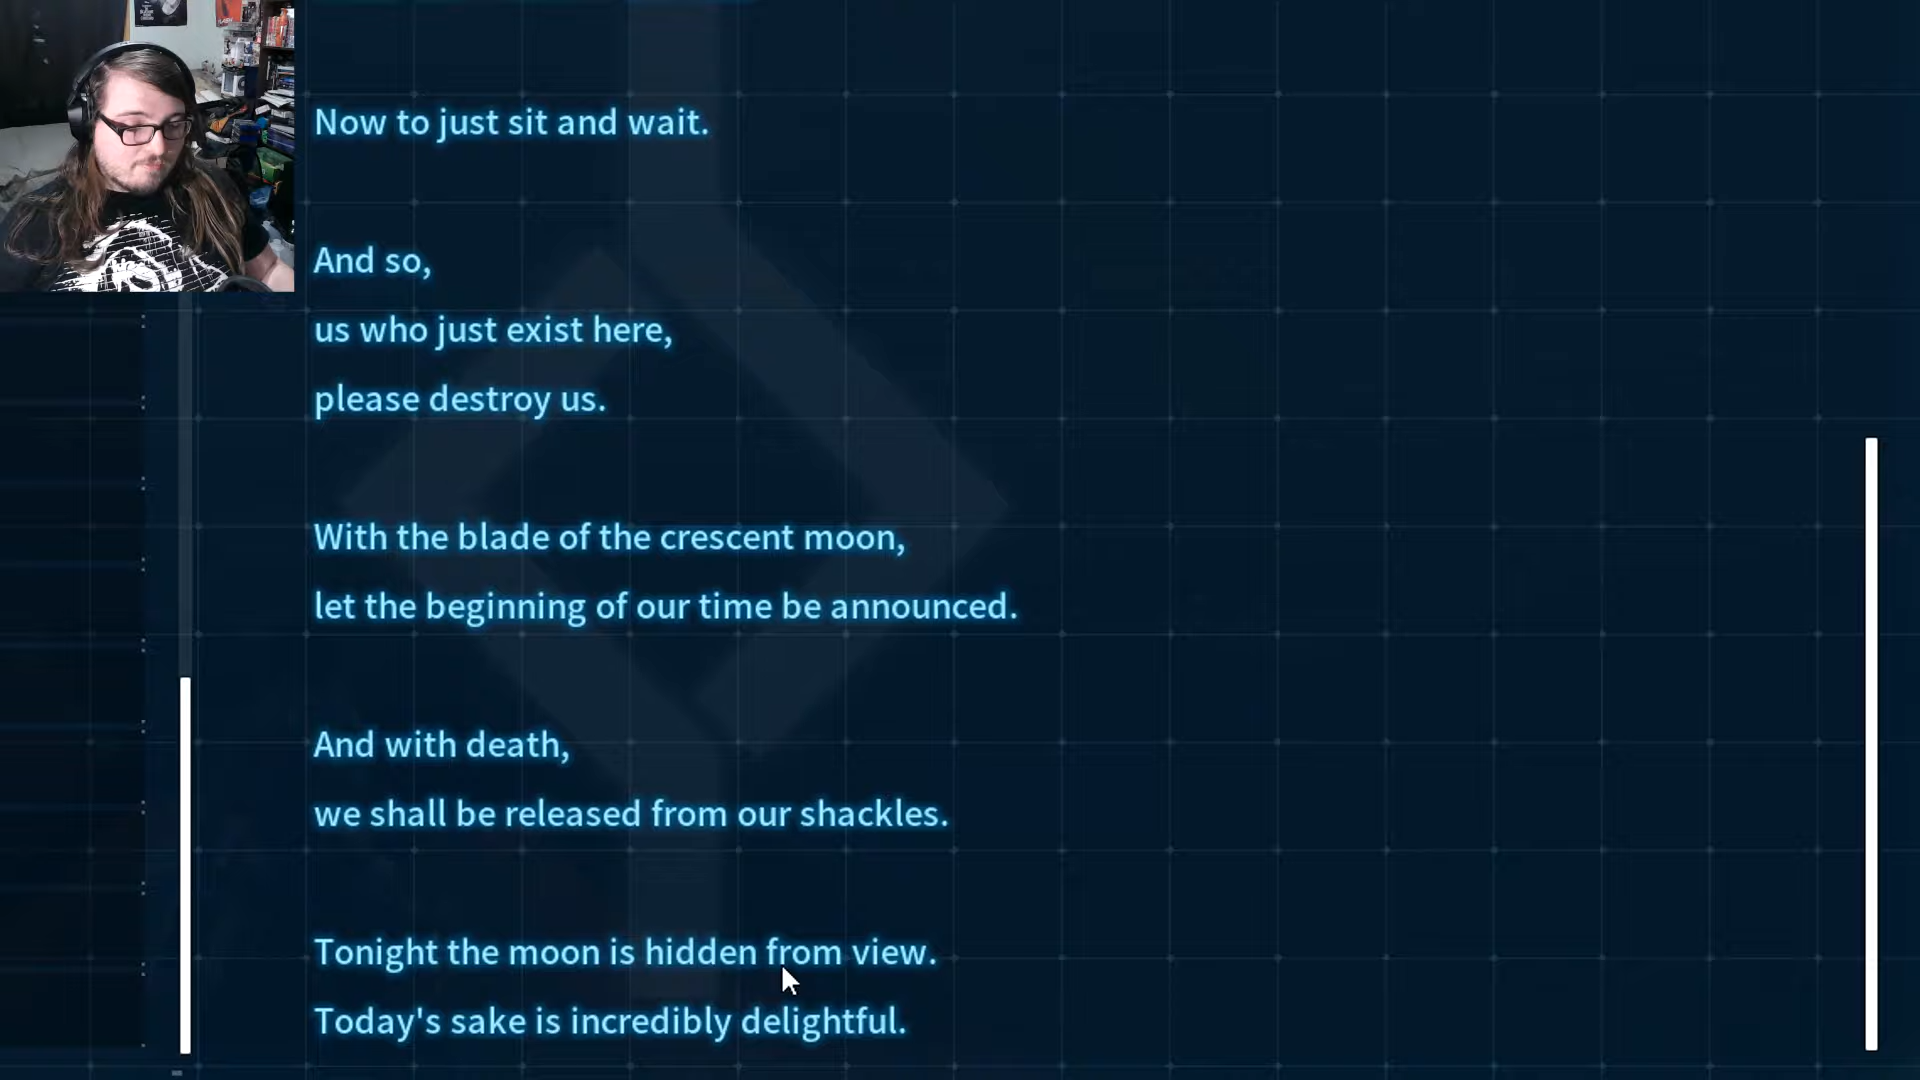 Now to just sit and wait.
And so,
us who just exist here,
please destroy us.
With the blade of the crescent moon,
let the beginning of our time be announced.
And with death,
we shall be released from our shackles.
Tonight the moon is hidden from view.
Today's sake is incredibly delightful.